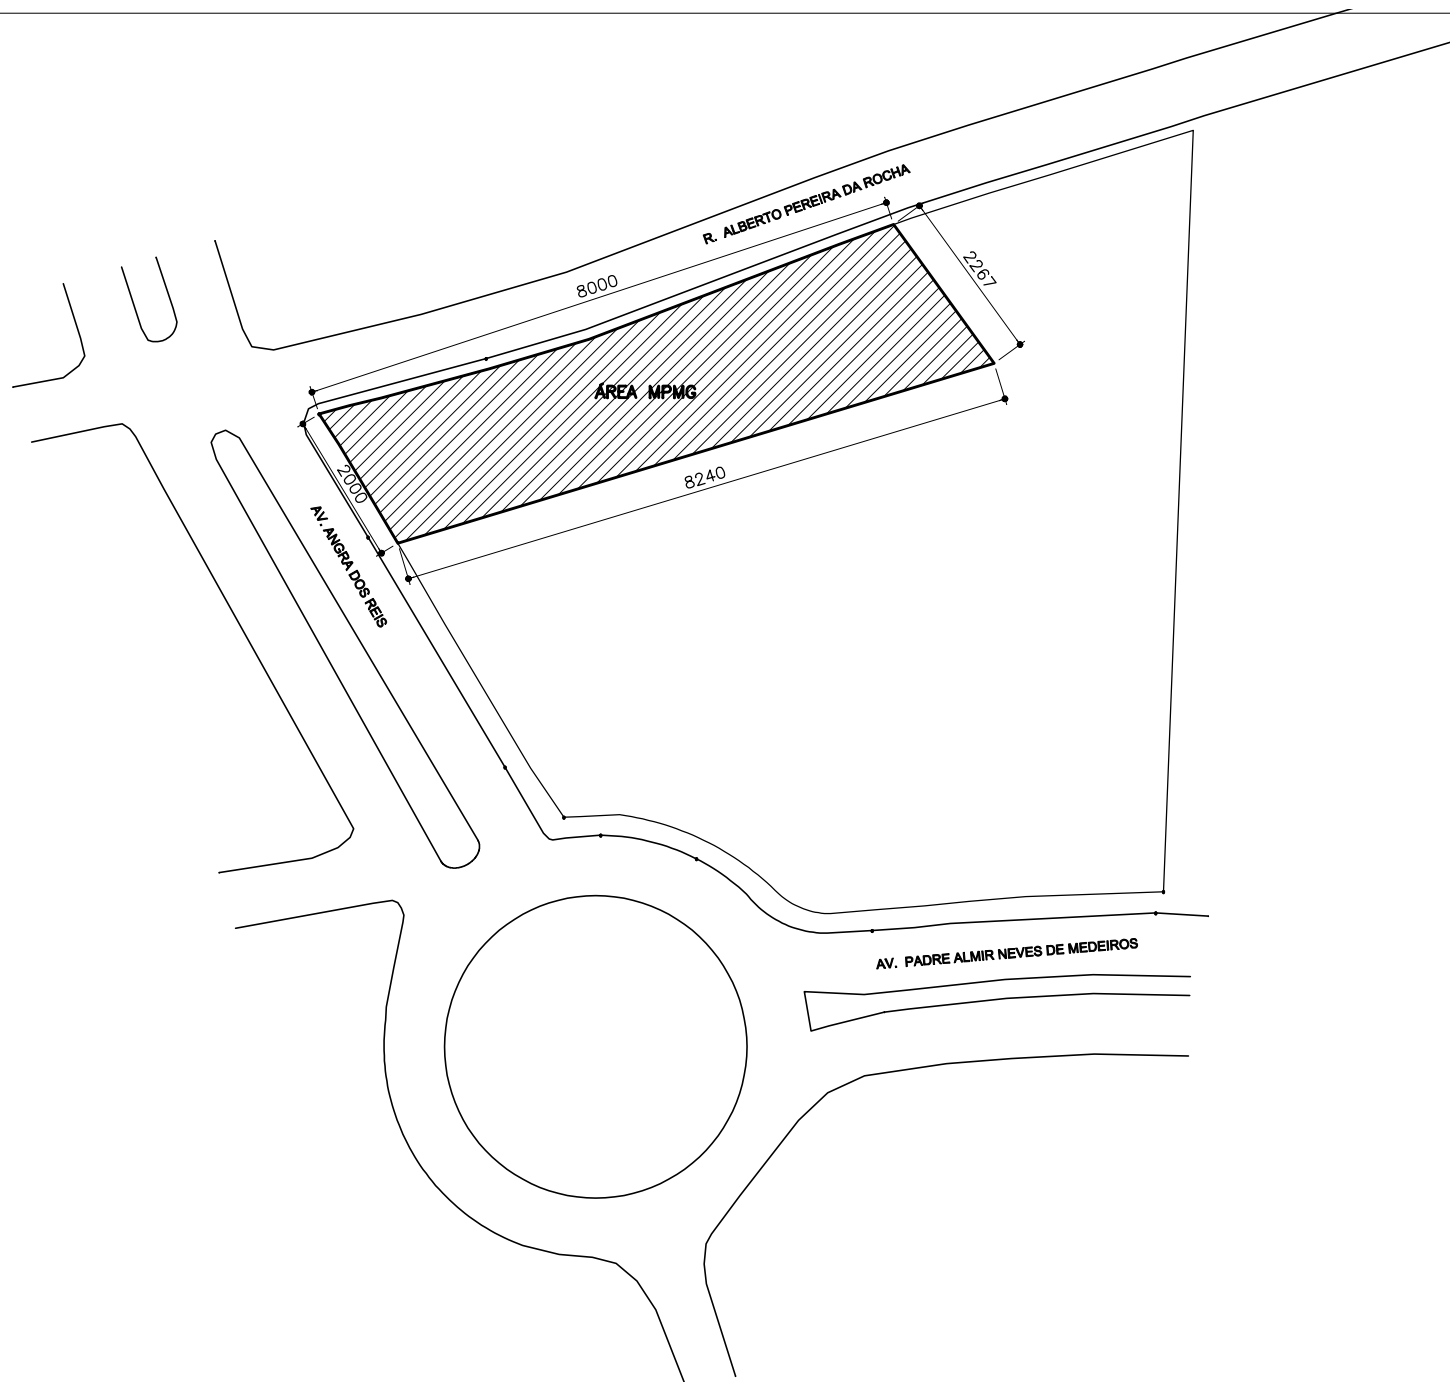 R. ALBERTO PEREIRA DA ROCHA
8000
2267
ÁREA MPMG
2000
8240
AV. ANGRA DOS REIS
AV. PADRE ALMIR NEVES DE MEDEIROS